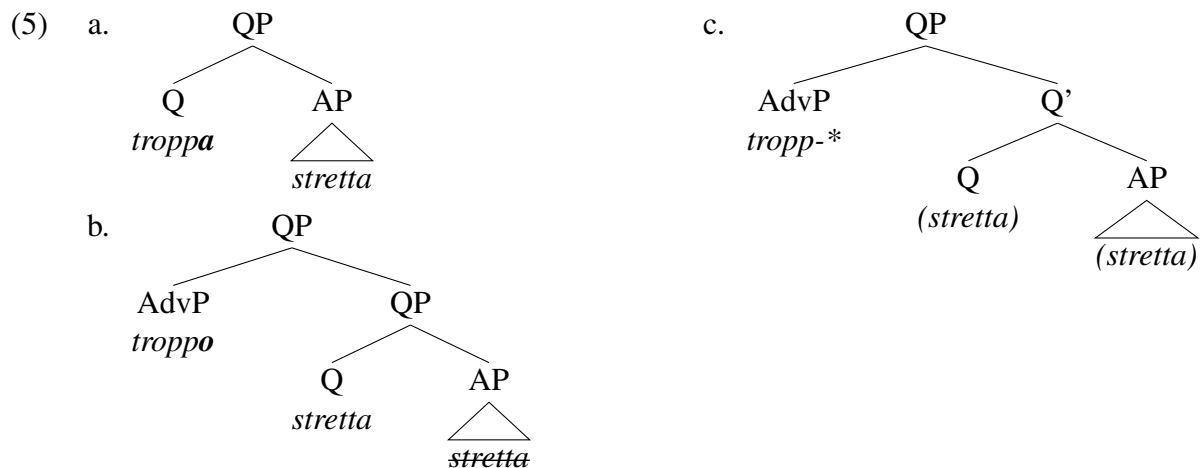 (5) a.
QP
Q AP
troppa
stretta
b.
QP
AdvP QP
troppo
Q AP
stretta
stretta
c.
QP
AdvP Q’
tropp-*
Q AP
(stretta)
(stretta)